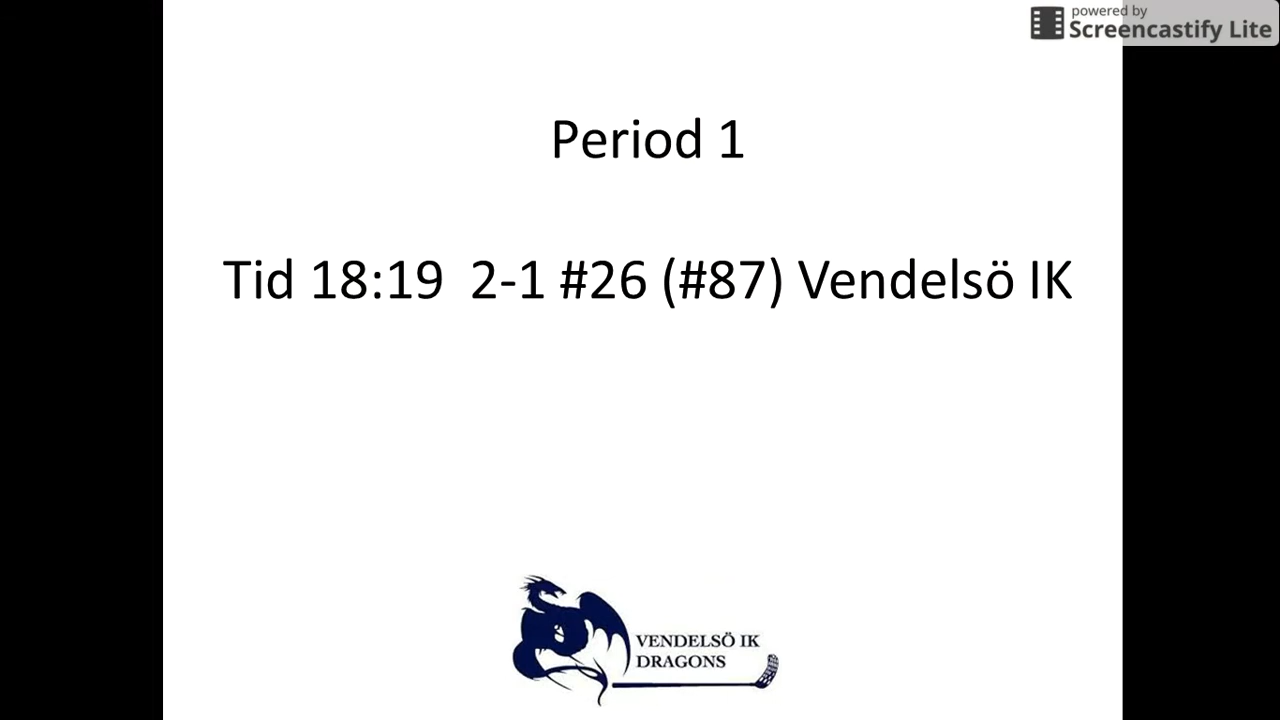 powered by
Screencastify Lite
Period 1
Tid 18:19  2-1 #26 (#87) Vendelsö IK
VENDELSÖ IK
DRAGONS